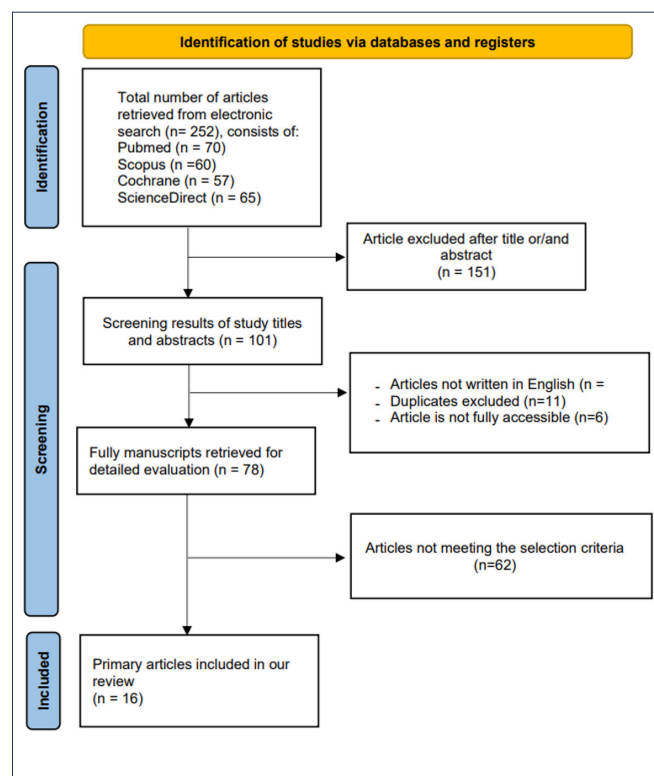 Identification of studies via databases and registers
Identification
Total number of articles
retrieved from electronic
search (n= 252), consists of:
Pubmed (n = 70)
Scopus (n =60)
Cochrane (n = 57)
ScienceDirect (n = 65)
Article excluded after title or/and
abstract
(n = 151)
Screening
Screening results of study titles
and abstracts (n = 101)
- Articles not written in English (n =
- Duplicates excluded (n=11)
- Article is not fully accessible (n=6)
Fully manuscripts retrieved for
detailed evaluation (n = 78)
Articles not meeting the selection criteria
(n=62)
Included
Primary articles included in our
review
(n = 16)